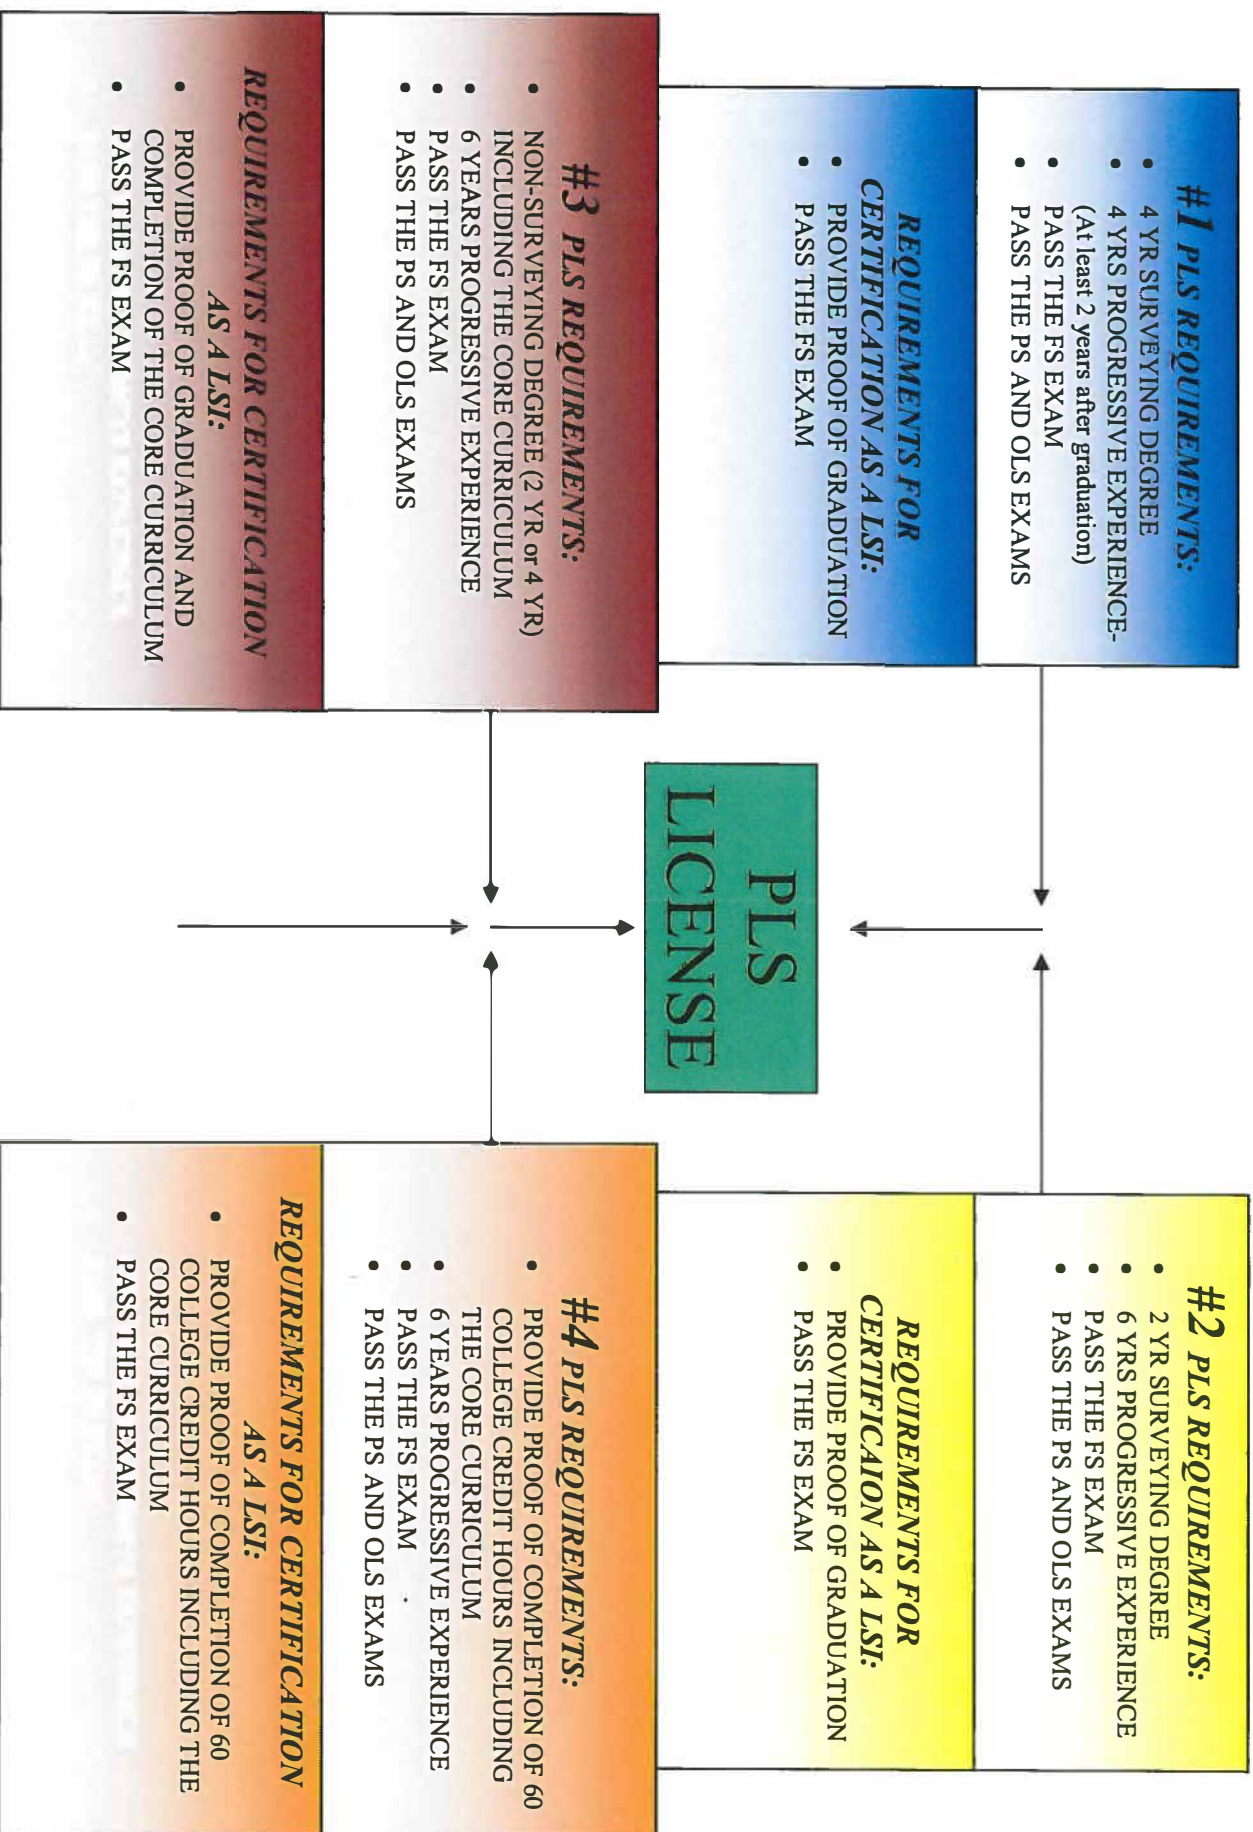 #1 PLS REQUIREMENTS:
• 4 YR SURVEYING DEGREE
• 4 YRS PROGRESSIVE EXPERIENCE-
(At least 2 years after graduation)
• PASS THE FS EXAM
• PASS THE PS AND OLS EXAMS
REQUIREMENTS FOR
CERTIFICATION AS A LSI:
• PROVIDE PROOF OF GRADUATION
• PASS THE FS EXAM
#2 PLS REQUIREMENTS:
• 2 YR SURVEYING DEGREE
• 6 YRS PROGRESSIVE EXPERIENCE
• PASS THE FS EXAM
• PASS THE PS AND OLS EXAMS
REQUIREMENTS FOR
CERTIFICAION AS A LSI:
• PROVIDE PROOF OF GRADUATION
• PASS THE FS EXAM
PLS
LICENSE
#3 PLS REQUIREMENTS:
• NON-SURVEYING DEGREE (2 YR or 4 YR)
INCLUDING THE CORE CURRICULUM
• 6 YEARS PROGRESSIVE EXPERIENCE
• PASS THE FS EXAM
• PASS THE PS AND OLS EXAMS
REQUIREMENTS FOR CERTIFICATION
AS A LSI:
• PROVIDE PROOF OF GRADUATION AND
COMPLETION OF THE CORE CURRICULUM
• PASS THE FS EXAM
#4 PLS REQUIREMENTS:
• PROVIDE PROOF OF COMPLETION OF 60
COLLEGE CREDIT HOURS INCLUDING
THE CORE CURRICULUM
• 6 YEARS PROGRESSIVE EXPERIENCE
• PASS THE FS EXAM
• PASS THE PS AND OLS EXAMS
REQUIREMENTS FOR CERTIFICATION
AS A LSI:
• PROVIDE PROOF OF COMPLETION OF 60
COLLEGE CREDIT HOURS INCLUDING THE
CORE CURRICULUM
• PASS THE FS EXAM